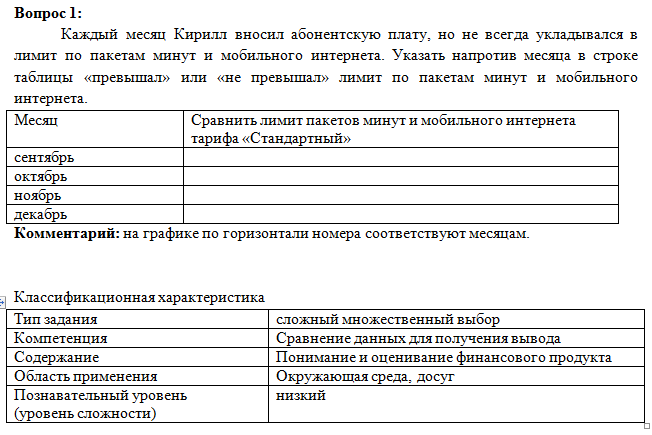 Вопрос 1:
Каждый месяц Кирилл вносил абонентскую плату, но не всегда укладывался в
лимит по пакетам минут и мобильного интернета. Указать напротив месяца в строке
таблицы «превышал» или «не превышал» лимит по пакетам минут и мобильного
интернета.
Месяц Сравнить лимит пакетов минут и мобильного интернета
тарифа «Стандартный»
сентябрь
октябрь
ноябрь
декабрь
Комментарий: на графике по горизонтали номера соответствуют месяцам.
Классификационная характеристика
Тип задания сложный множественный выбор
Компетенция Сравнение данных для получения вывода
Содержание Понимание и оценивание финансового продукта
Область применения Окружающая среда, досуг
Познавательный уровень низкий
(уровень сложности)